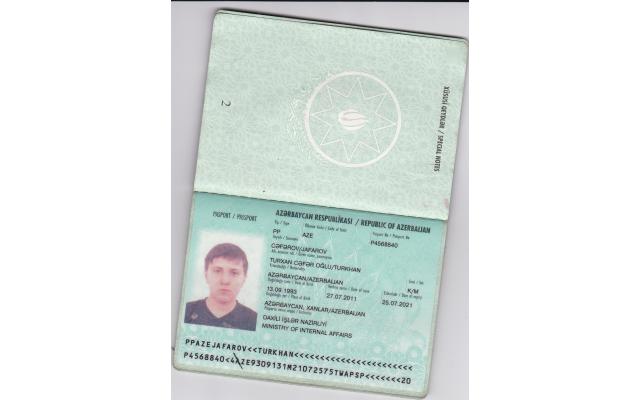 2
XÜSUSI QEYDLƏR / SPECIAL NOTES
PASPORT / PASSPORT
AZƏRBAYCAN RESPUBLİKASI / REPUBLIC OF AZERBAIJAN
PP
AZE
P4568840
CƏFƏROV/JAFAROV
TURXAN CƏFƏR OĞLU/TURKHAN
AZƏRBAYCAN/AZERBAIJAN
K/M
13.09.1993
27.07.2011
25.07.2021
AZƏRBAYCAN, XANLAR/AZERBAIJAN
DAXİLİ İŞLƏR NAZİRLİYİ
MINISTRY OF INTERNAL AFFAIRS
PPAZEJAFAROV<<TURKHAN<<<<<<<<<<<<<<<<<<<<<<<
P4568840<4AZE9309131M21072575TWAPSP<<<<<<<20